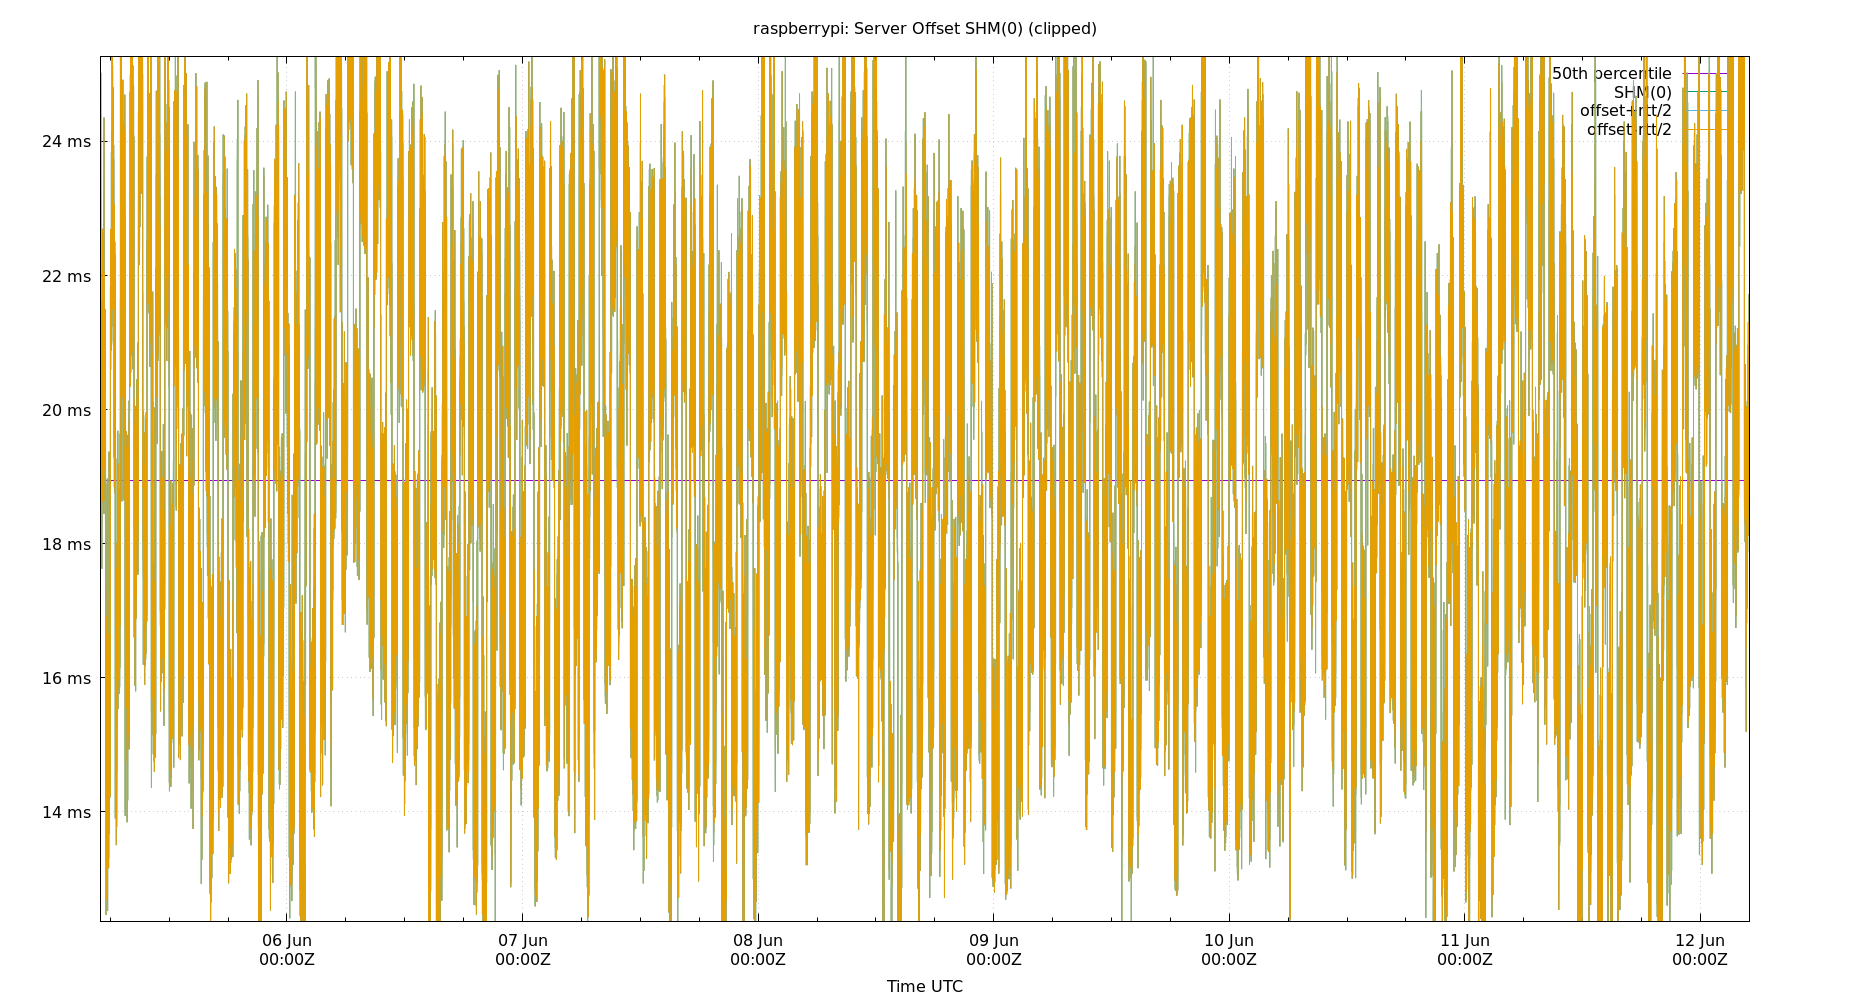 raspberrypi: Server Offset SHM(0) (clipped)
50th percentile
SHM(0)
offset+rtt/2
offset-rtt/2
24 ms
22 ms
20 ms
18 ms
16 ms
14 ms
06 Jun 07 Jun 08 Jun 09 Jun 10 Jun 11 Jun 12 Jun
00:00Z 00:00Z 00:00Z 00:00Z 00:00Z 00:00Z 00:00Z
Time UTC